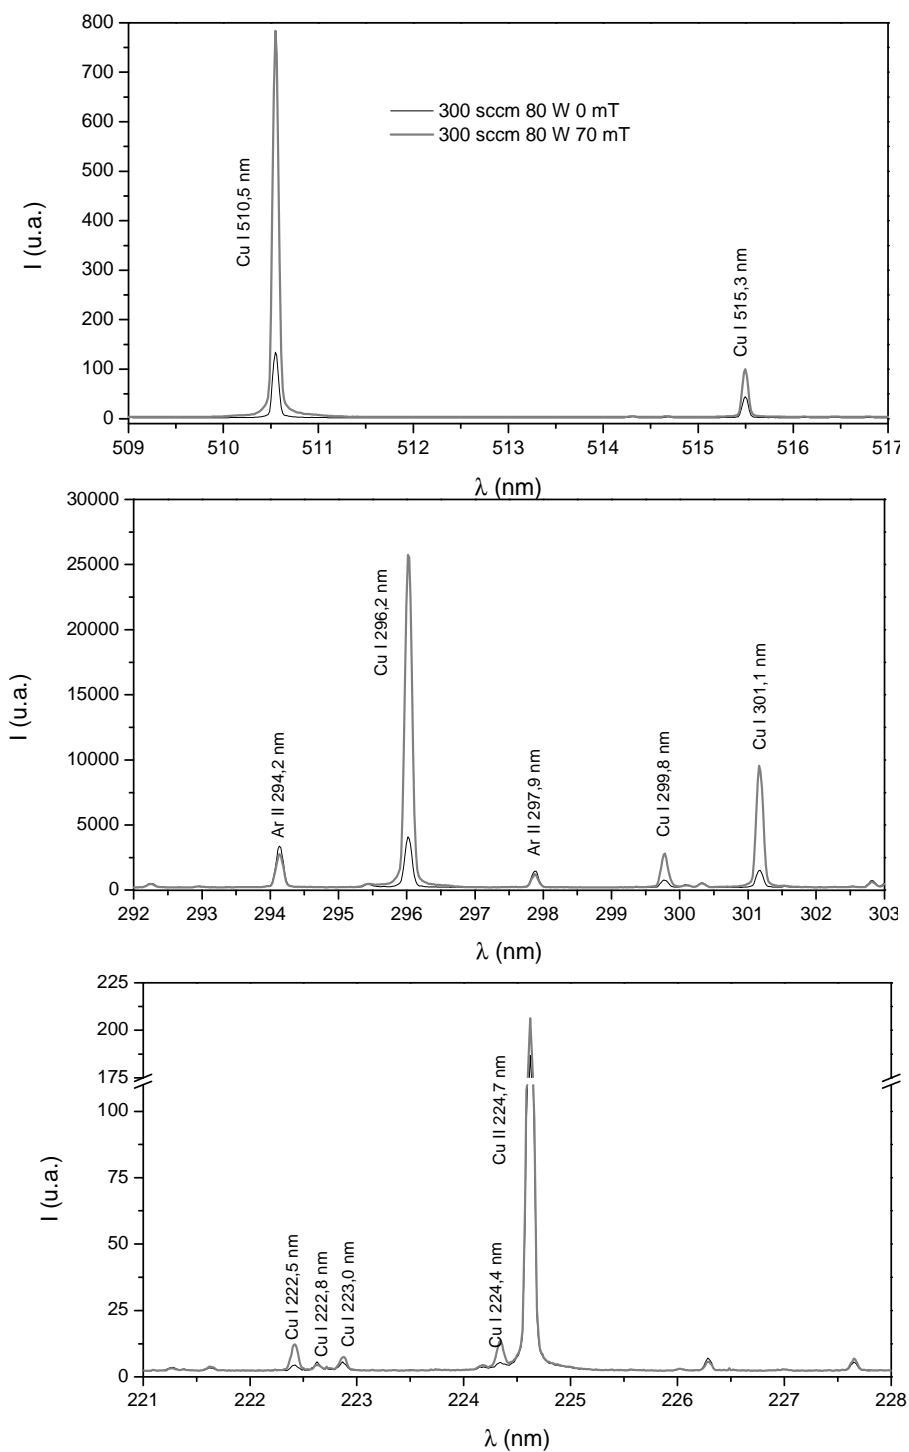 800
700
600
500
400
300
200
100
0
I (u.a.)
300 sccm 80 W 0 mT
300 sccm 80 W 70 mT
Cu I 510,5 nm
Cu I 515,3 nm
509 510 511 512 513 514 515 516 517
λ (nm)
30000
25000
20000
15000
10000
5000
0
I (u.a.)
Ar II 294,2 nm
Cu I 296,2 nm
Ar II 297,9 nm
Cu I 299,8 nm
Cu I 301,1 nm
292 293 294 295 296 297 298 299 300 301 302 303
λ (nm)
225
200
175
100
75
50
25
0
I (u.a.)
Cu I 222,5 nm
Cu I 222,8 nm
Cu I 223,0 nm
Cu I 224,4 nm
Cu II 224,7 nm
221 222 223 224 225 226 227 228
λ (nm)